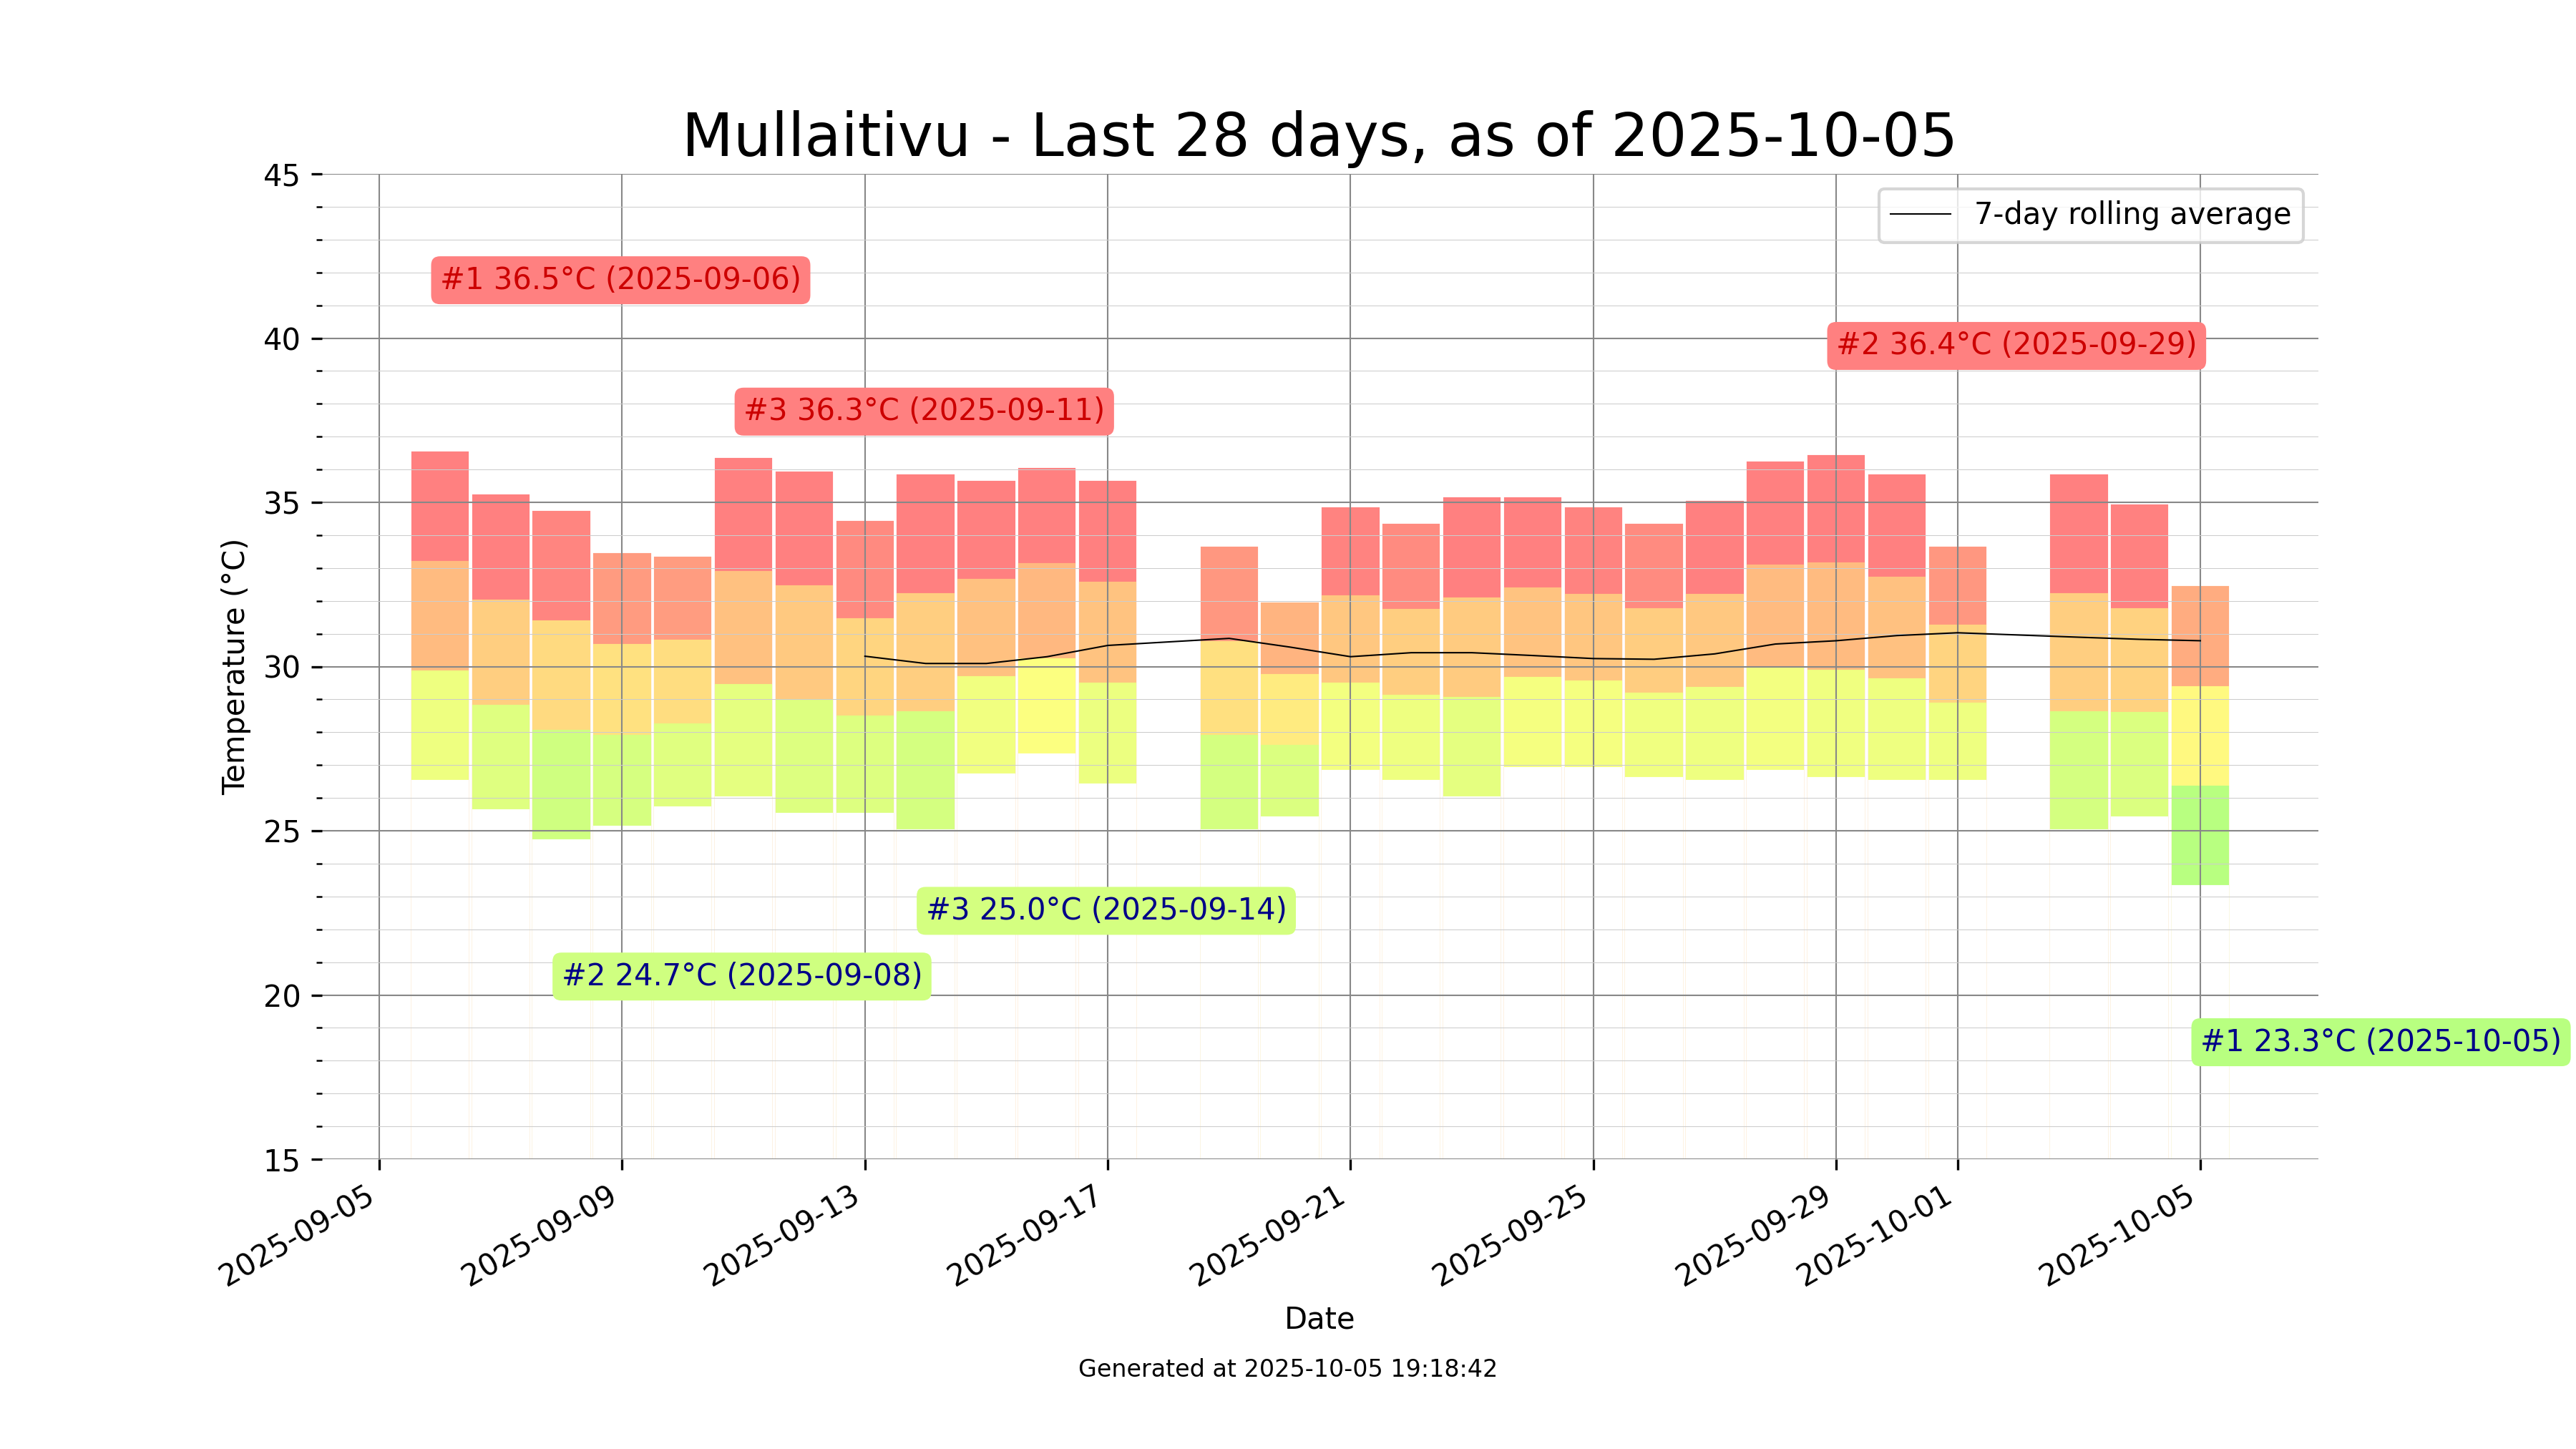 Mullaitivu - Last 28 days, as of 2025-10-05
45
40
35
30
25
20
15
Temperature (°C)
7-day rolling average
#1 36.5°C (2025-09-06)
#2 36.4°C (2025-09-29)
#3 36.3°C (2025-09-11)
#3 25.0°C (2025-09-14)
#2 24.7°C (2025-09-08)
#1 23.3°C (2025-10-05)
2025-09-05
2025-09-09
2025-09-13
2025-09-17
2025-09-21
2025-09-25
2025-09-29
2025-10-01
2025-10-05
Date
Generated at 2025-10-05 19:18:42